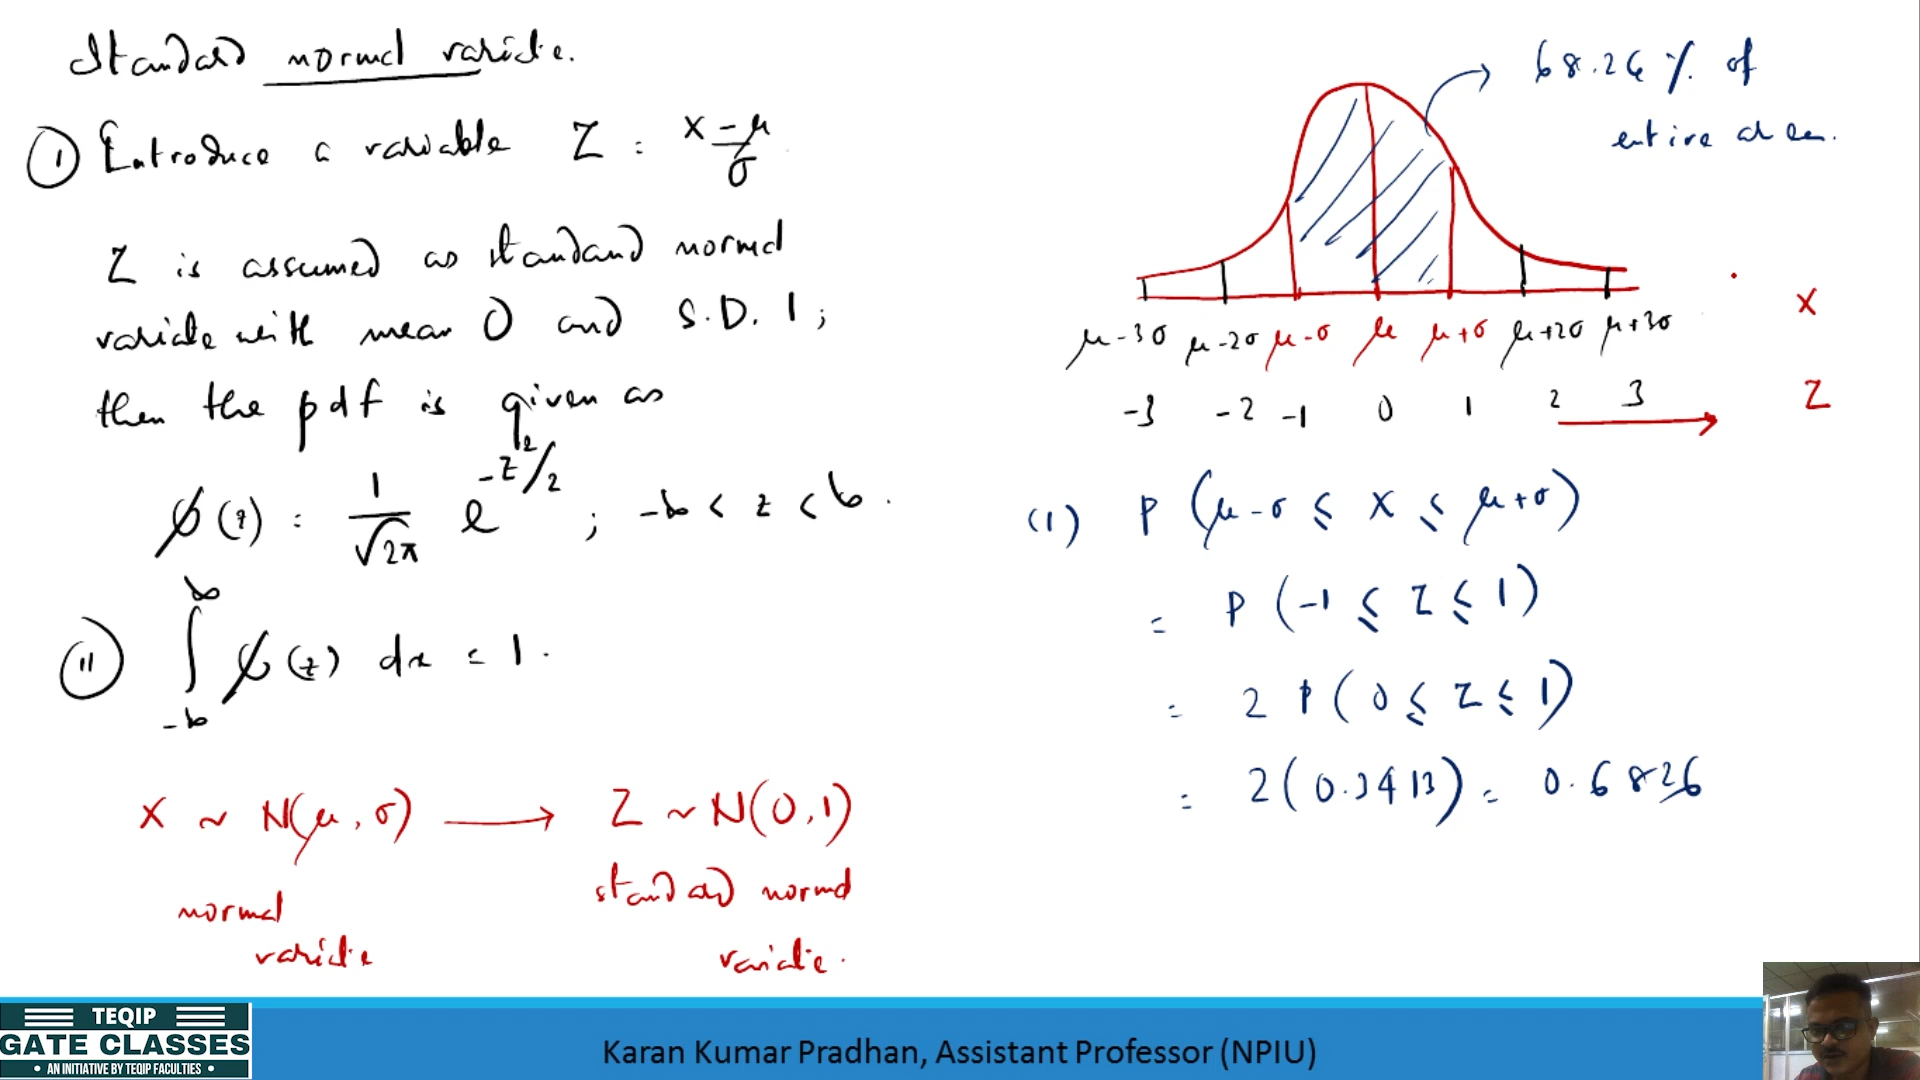 Standard normal variate.
(I) Introduce a variable Z = X - μ / σ
Z is assumed as standard normal
variate with mean 0 and S.D. 1;
then the pdf is given as
φ(z) = 1/√2π e^-z²/2 ; -∞ < z < ∞.
(II) ∫_-∞^∞ φ(z) dx = 1.
X ~ N(μ, σ) → Z ~ N(0, 1)
normal variate
standard normal variate.
68.26 % of
entire area.
μ-3σ μ-2σ μ-σ μ μ+σ μ+2σ μ+3σ X
-3 -2 -1 0 1 2 3 → Z
(1) P (μ-σ ≤ X ≤ μ+σ)
= P (-1 ≤ Z ≤ 1)
= 2 P (0 ≤ Z ≤ 1)
= 2 (0.3413) = 0.6826
TEQIP
GATE CLASSES
• AN INITIATIVE BY TEQIP FACULTIES •
Karan Kumar Pradhan, Assistant Professor (NPIU)